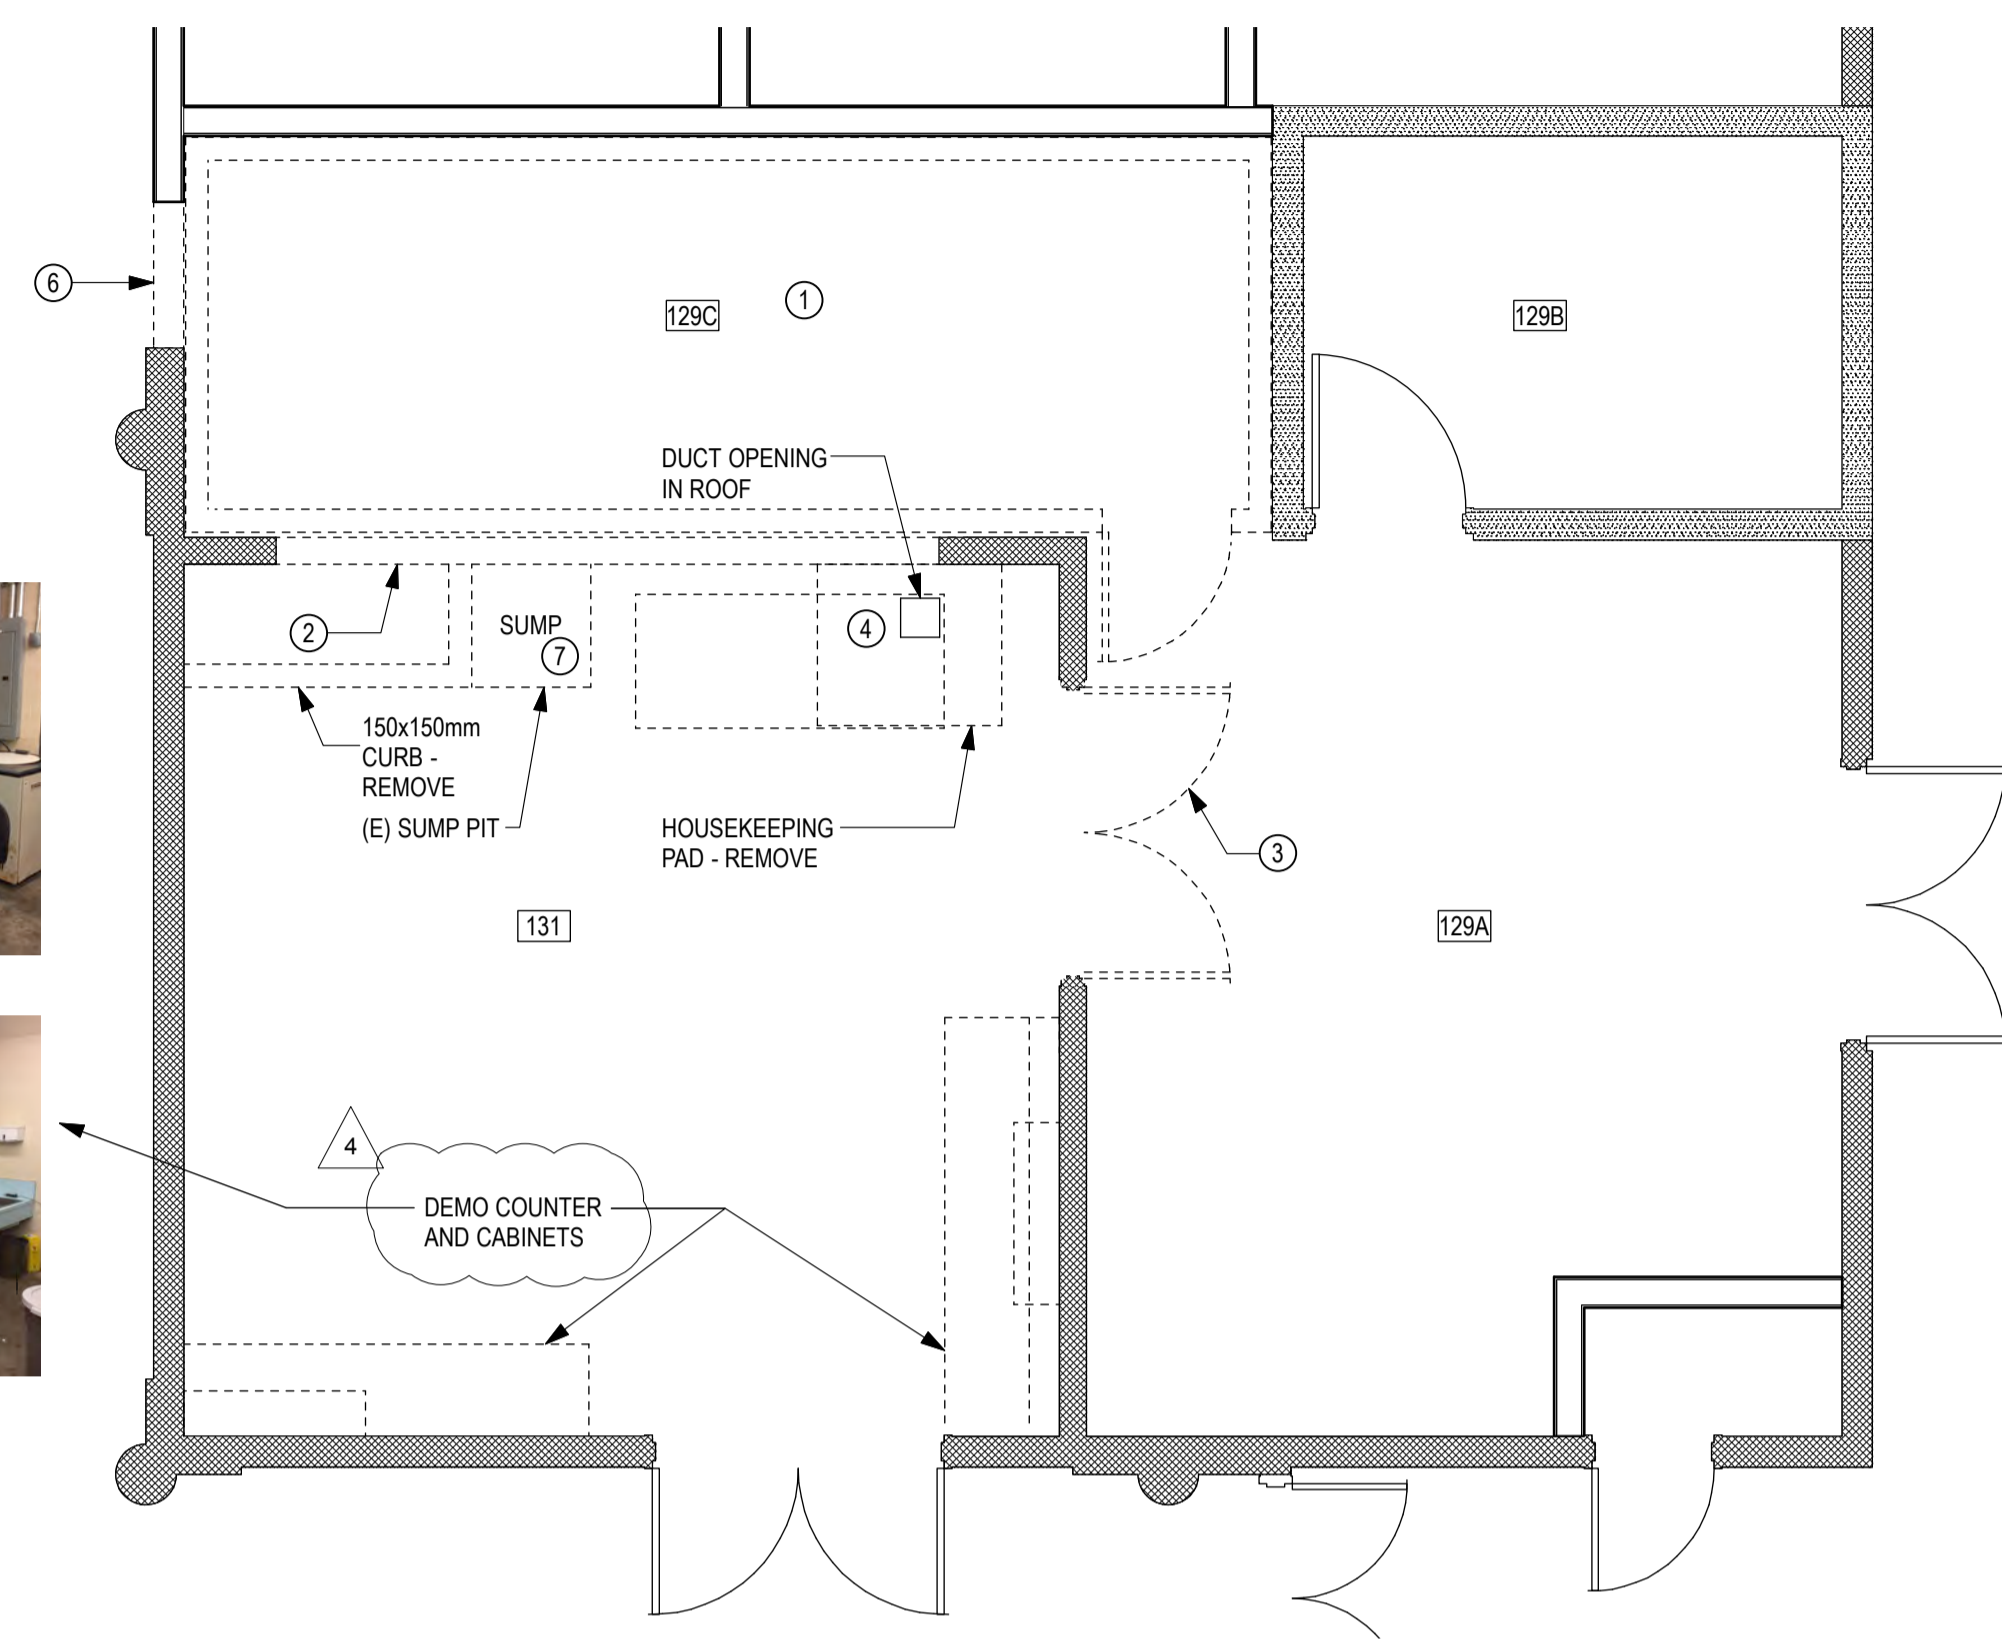 6
129C
1
129B
DUCT OPENING
IN ROOF
2
SUMP
7
4
150x150mm
CURB -
REMOVE
(E) SUMP PIT
HOUSEKEEPING
PAD - REMOVE
3
131
129A
4
DEMO COUNTER
AND CABINETS